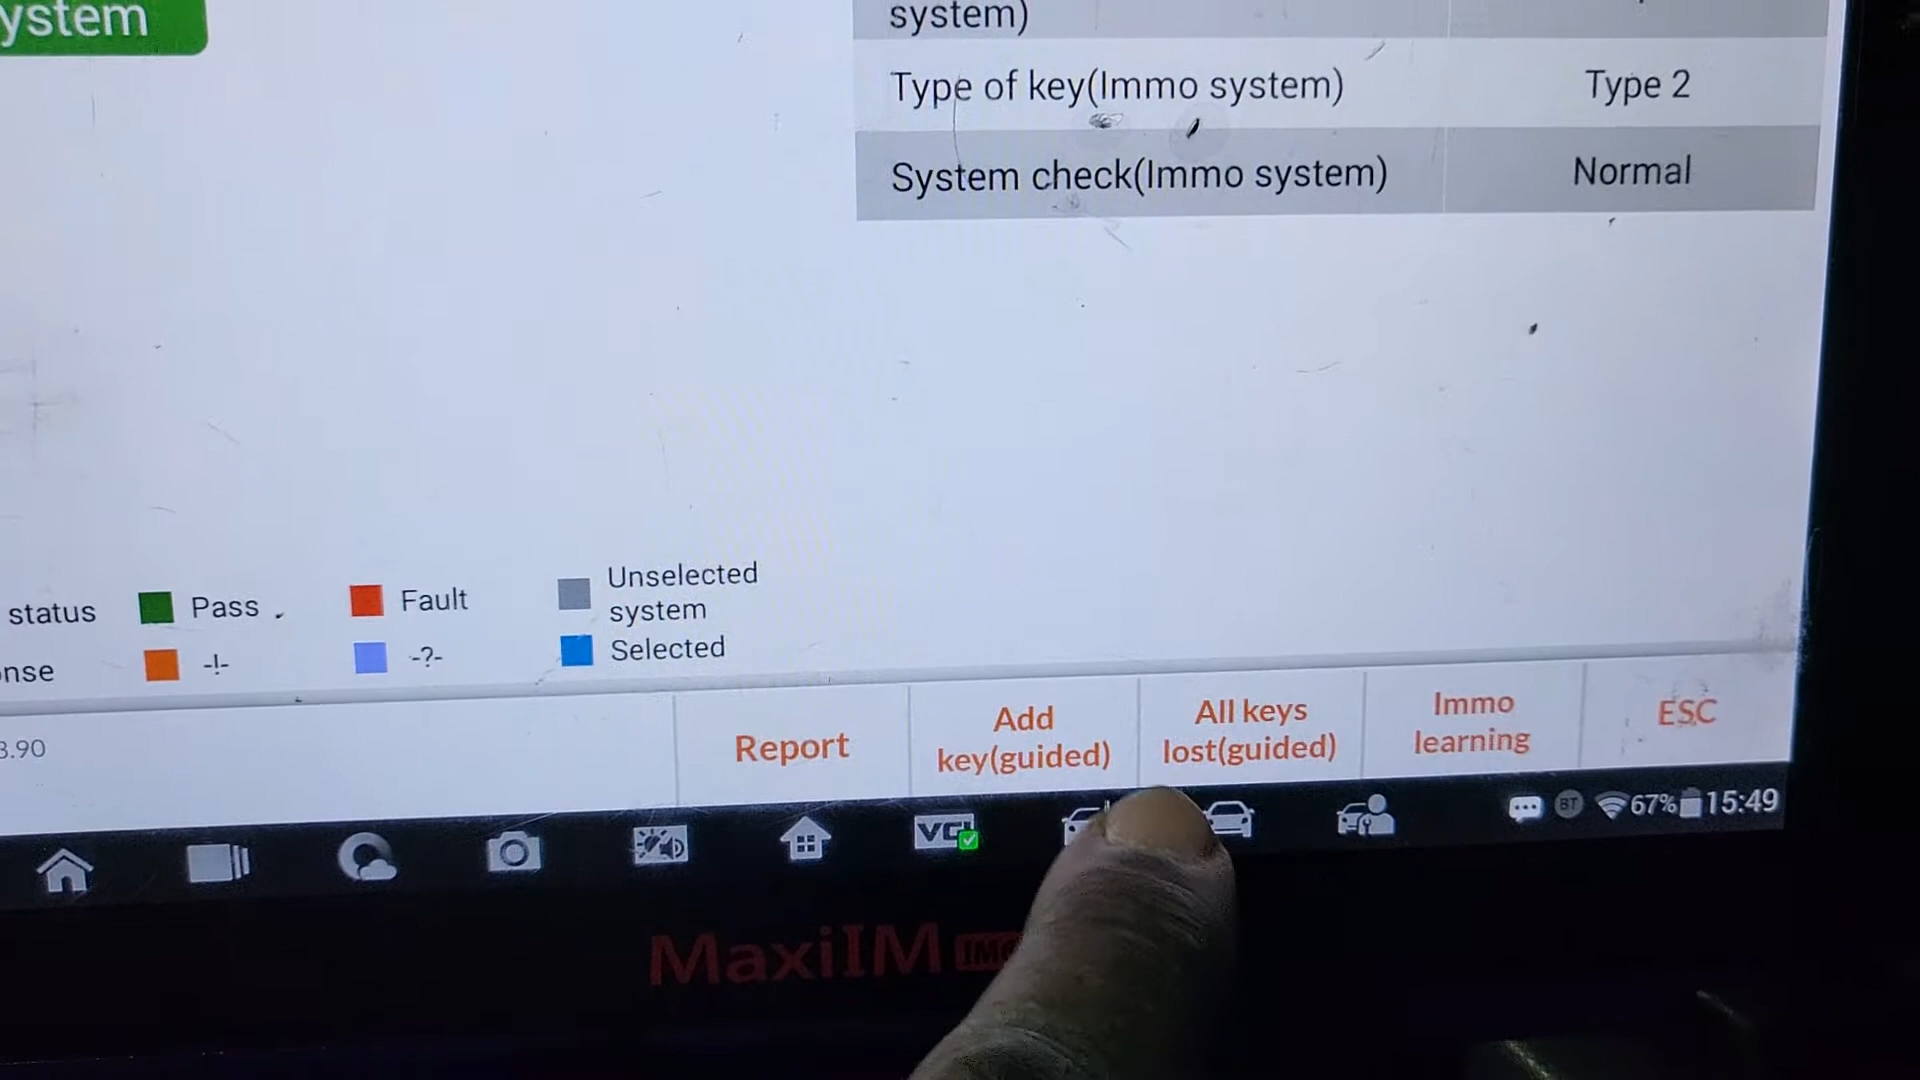 ystem
system)
Type of key(Immo system) Type 2
System check(Immo system) Normal
status Pass Fault Unselected
system
nse -!- -?- Selected
3.90
Report
Add
key(guided)
All keys
lost(guided)
Immo
learning
ESC
VCI
BT 67% 15:49
MaxiIM